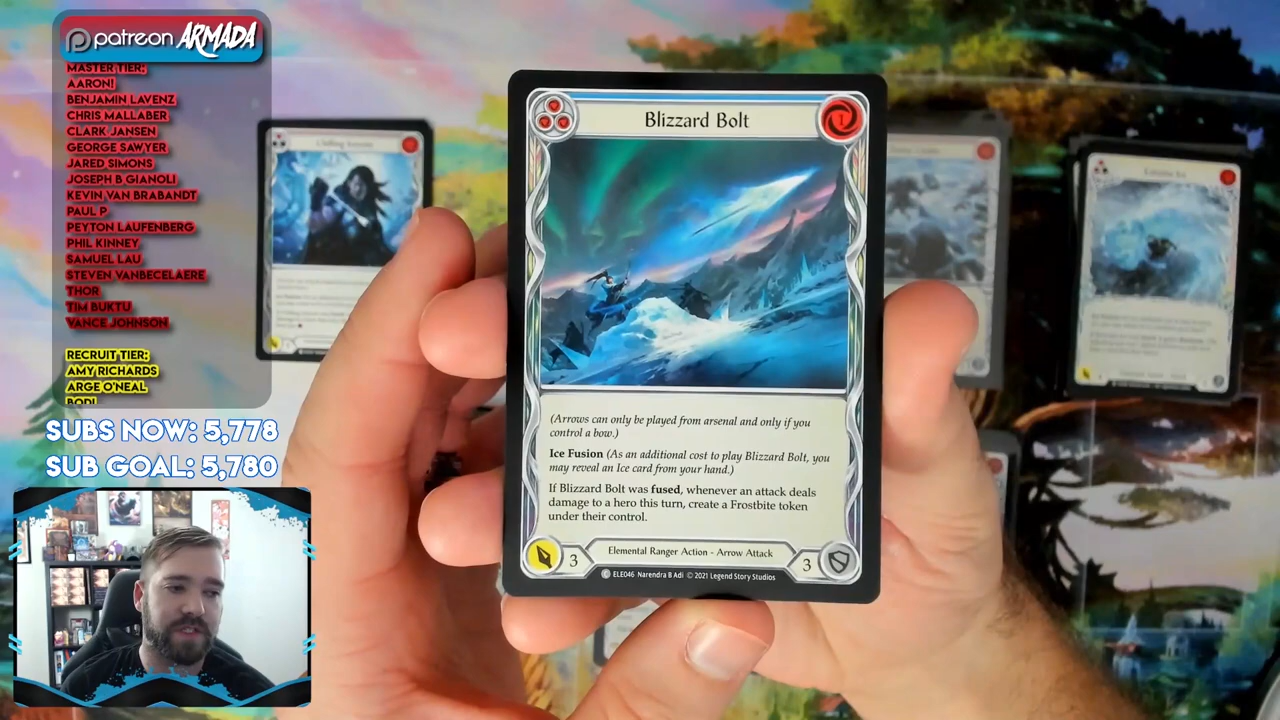 patreon ARMADA
MASTER TIER:
AARON!
BENJAMIN LAVENZ
CHRIS MALLABER
CLARK JANSEN
GEORGE SAWYER
JARED SIMONS
JOSEPH B GIANOLI
KEVIN VAN BRABANDT
PAUL P
PEYTON LAUFENBERG
PHIL KINNEY
SAMUEL LAU
STEVEN VANBECELAERE
THOR
TIM BUKTU
VANCE JOHNSON
RECRUIT TIER:
AMY RICHARDS
ARGE O'NEAL
BODI
SUBS NOW: 5,778
SUB GOAL: 5,780
Blizzard Bolt
1
(Arrows can only be played from arsenal and only if you
control a bow.)
Ice Fusion (As an additional cost to play Blizzard Bolt, you
may reveal an Ice card from your hand.)
If Blizzard Bolt was fused, whenever an attack deals
damage to a hero this turn, create a Frostbite token
under their control.
3
Elemental Ranger Action - Arrow Attack
3
C ELE046 Narendra B Adi © 2021 Legend Story Studios